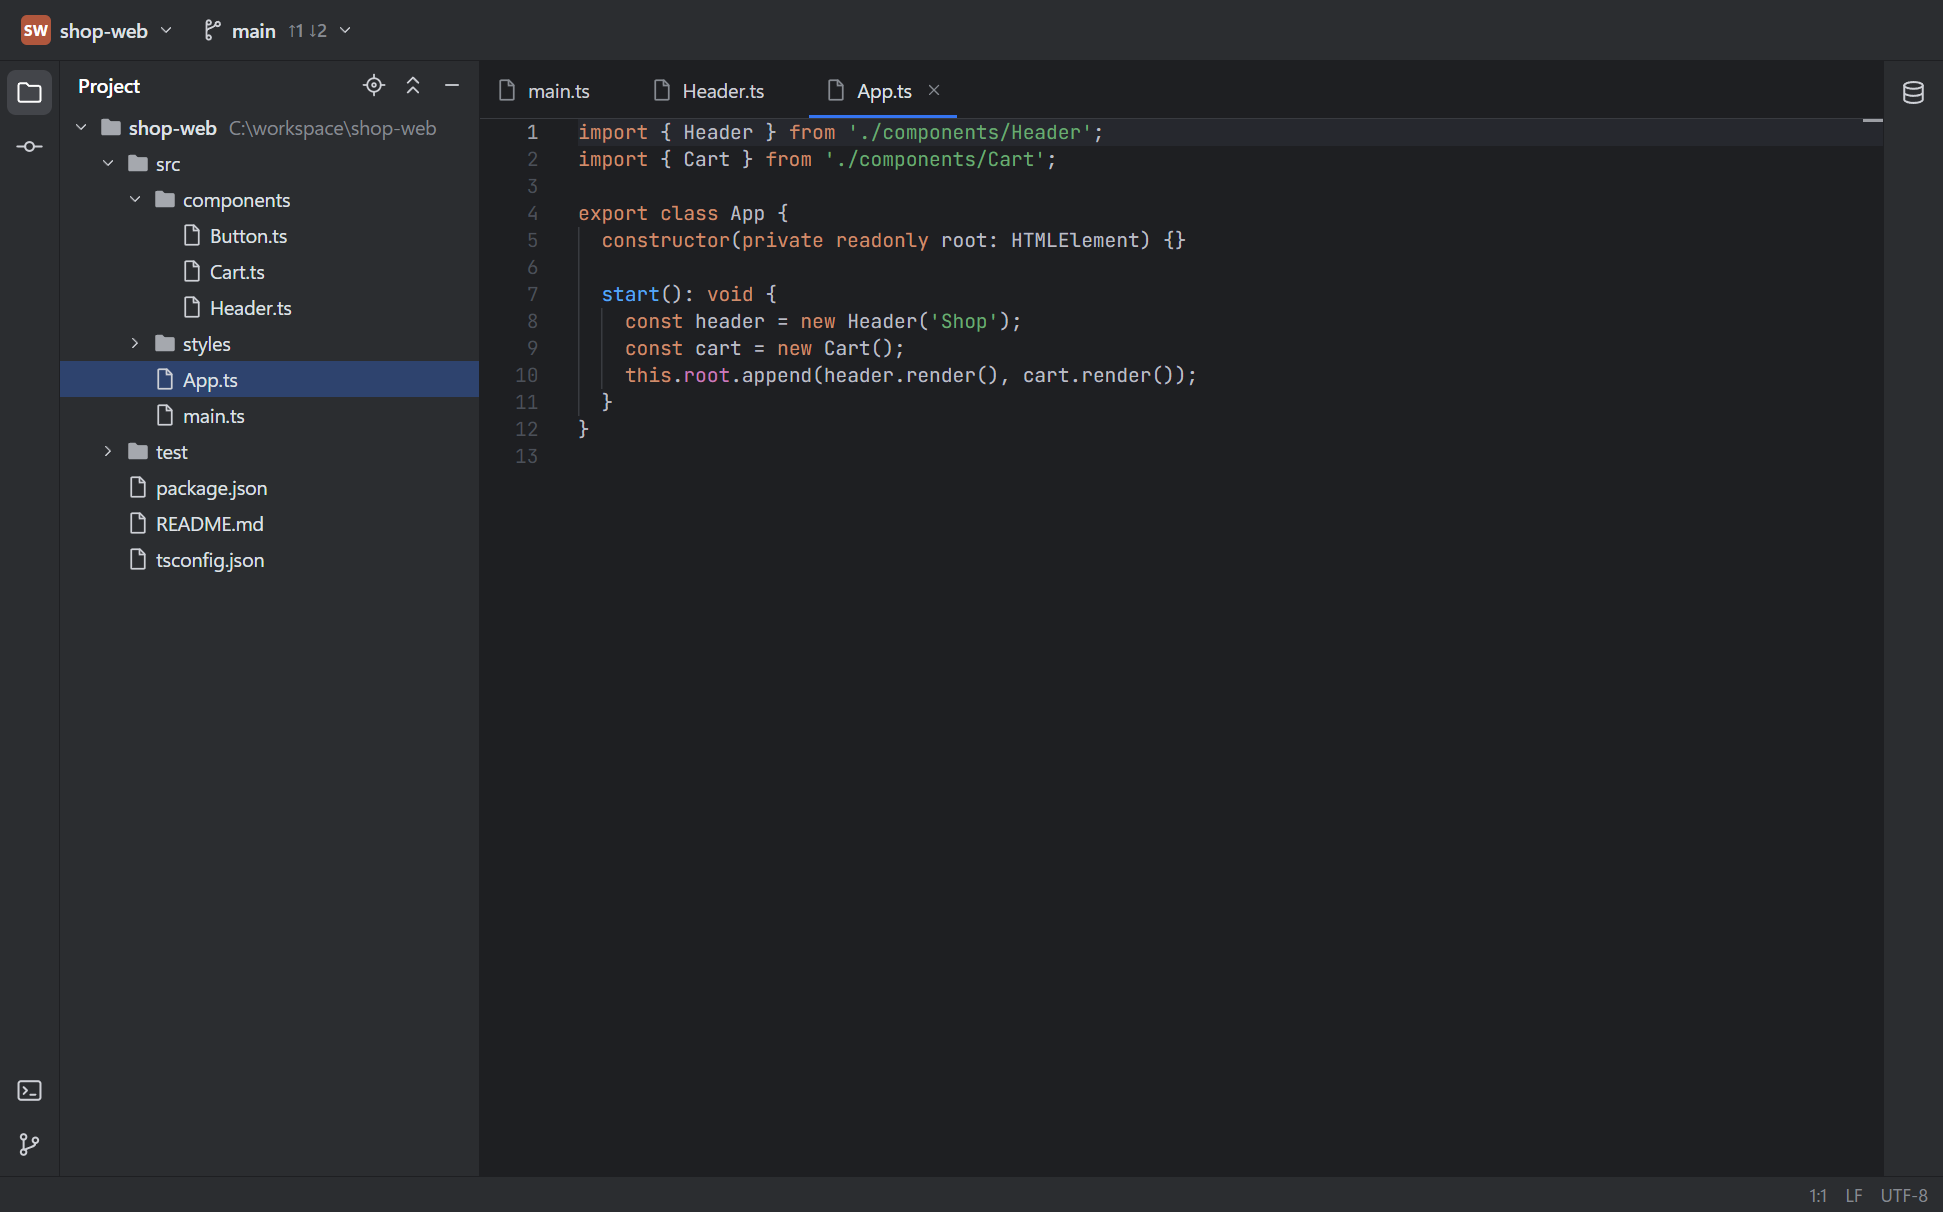 SW shop-web main ↑1 ↓2
Project
shop-web C:\workspace\shop-web
src
components
Button.ts
Cart.ts
Header.ts
styles
App.ts
main.ts
test
package.json
README.md
tsconfig.json
main.ts Header.ts App.ts
1 import { Header } from './components/Header';
2 import { Cart } from './components/Cart';
3
4 export class App {
5   constructor(private readonly root: HTMLElement) {}
6
7   start(): void {
8     const header = new Header('Shop');
9     const cart = new Cart();
10     this.root.append(header.render(), cart.render());
11   }
12 }
13
1:1 LF UTF-8